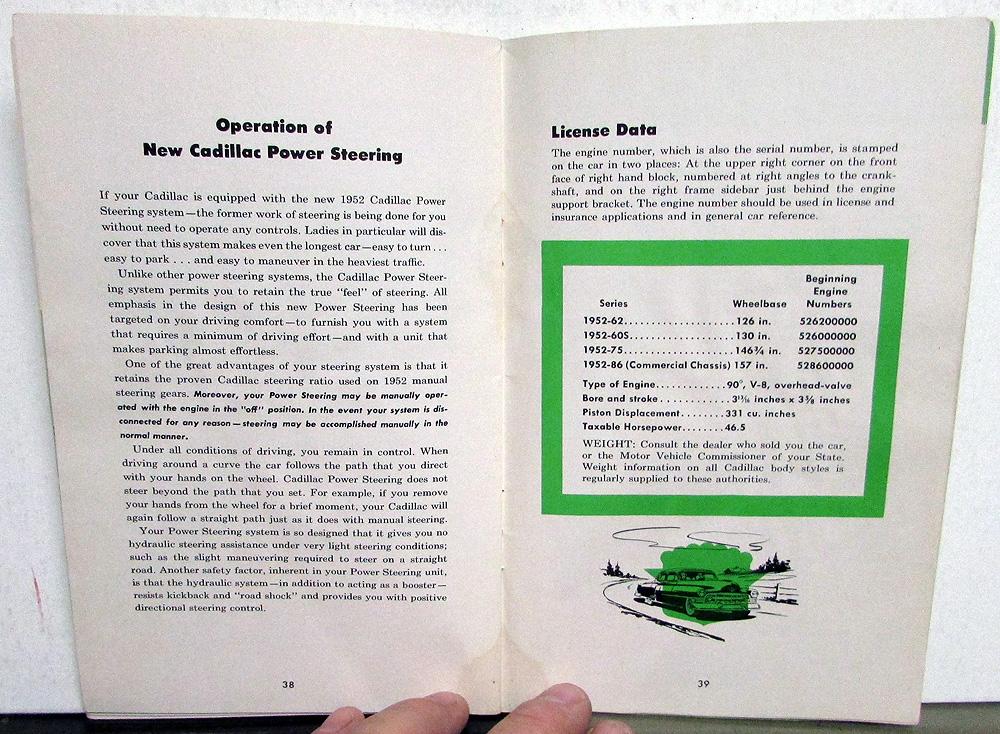 Operation of
New Cadillac Power Steering
If your Cadillac is equipped with the new 1952 Cadillac Power
Steering system—the former work of steering is being done for you
without need to operate any controls. Ladies in particular will dis-
cover that this system makes even the longest car—easy to turn . . .
easy to park . . . and easy to maneuver in the heaviest traffic.
Unlike other power steering systems, the Cadillac Power Steer-
ing system permits you to retain the true "feel" of steering. All
emphasis in the design of this new Power Steering has been
targeted on your driving comfort—to furnish you with a system
that requires a minimum of driving effort—and with a unit that
makes parking almost effortless.
One of the great advantages of your steering system is that it
retains the proven Cadillac steering ratio used on 1952 manual
steering gears. Moreover, your Power Steering may be manually oper-
ated with the engine in the "off" position. In the event your system is dis-
connected for any reason—steering may be accomplished manually in the
normal manner.
Under all conditions of driving, you remain in control. When
driving around a curve the car follows the path that you direct
with your hands on the wheel. Cadillac Power Steering does not
steer beyond the path that you set. For example, if you remove
your hands from the wheel for a brief moment, your Cadillac will
again follow a straight path just as it does with manual steering.
Your Power Steering system is so designed that it gives you no
hydraulic steering assistance under very light steering conditions;
such as the slight maneuvering required to steer on a straight
road. Another safety factor, inherent in your Power Steering unit,
is that the hydraulic system—in addition to acting as a booster—
resists kickback and "road shock" and provides you with positive
directional steering control.
38
License Data
The engine number, which is also the serial number, is stamped
on the car in two places: At the upper right corner on the front
face of right hand block, numbered at right angles to the crank-
shaft, and on the right frame sidebar just behind the engine
support bracket. The engine number should be used in license and
insurance applications and in general car reference.
Beginning
Engine
Series Wheelbase Numbers
1952-62....................126 in. 526200000
1952-60S...................130 in. 526000000
1952-75....................146¾ in. 527500000
1952-86 (Commercial Chassis) 157 in. 528600000
Type of Engine............90°, V-8, overhead-valve
Bore and stroke............3¹³⁄₁₆ inches x 3⅝ inches
Piston Displacement........331 cu. inches
Taxable Horsepower........46.5
WEIGHT: Consult the dealer who sold you the car,
or the Motor Vehicle Commissioner of your State.
Weight information on all Cadillac body styles is
regularly supplied to these authorities.
39